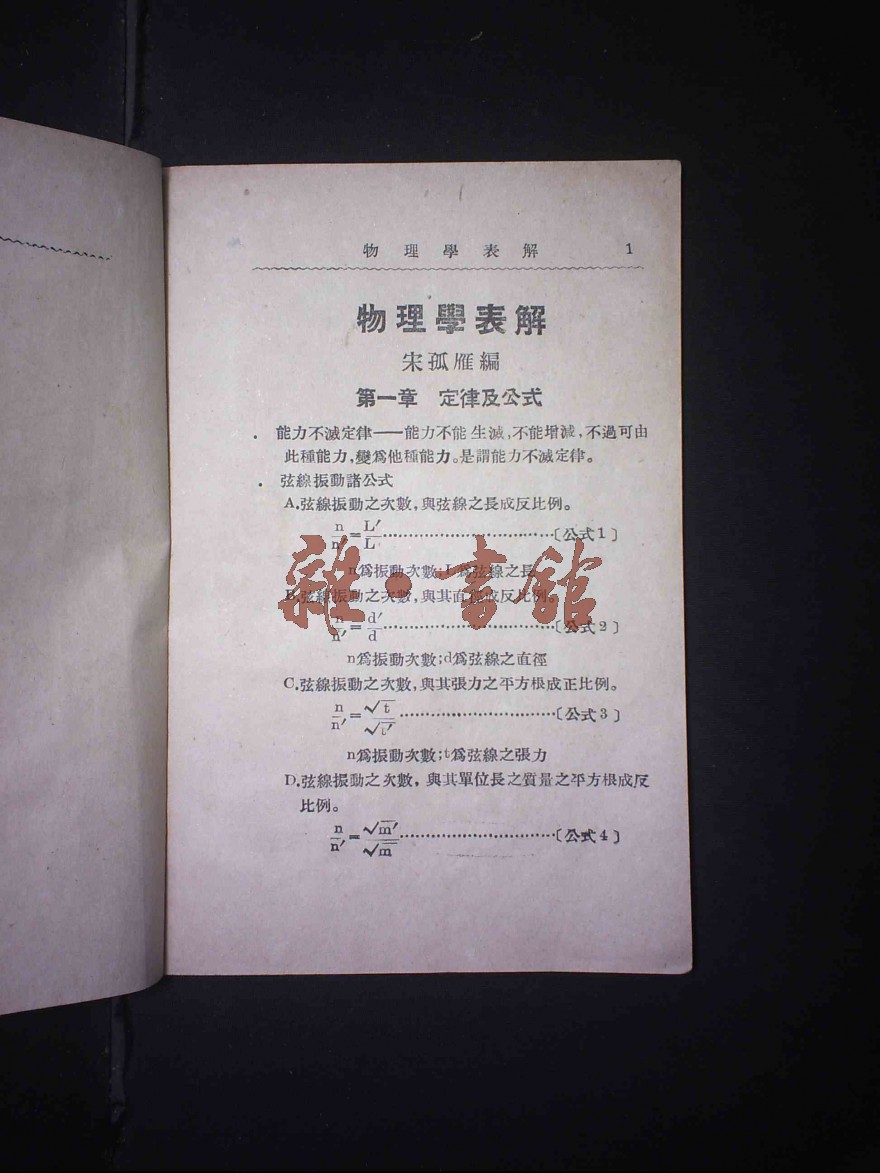 物理學表解 1
物理學表解
宋孤雁編
第一章 定律及公式
. 能力不滅定律——能力不能生滅,不能增減,不過可由
此種能力,變爲他種能力。是謂能力不滅定律。
. 弦線振動諸公式
A.弦線振動之次數,與弦線之長成反比例。
n/n′=L′/L………………………〔公式1〕
n爲振動次數;L爲弦線之長
B.弦線振動之次數,與其直徑成反比例。
n/n′=d′/d………………………〔公式2〕
n爲振動次數;d爲弦線之直徑
C.弦線振動之次數,與其張力之平方根成正比例。
n/n′=√t/√t′………………………〔公式3〕
n爲振動次數;t爲弦線之張力
D.弦線振動之次數,與其單位長之質量之平方根成反
比例。
n/n′=√m′/√m………………………〔公式4〕
雜·書館